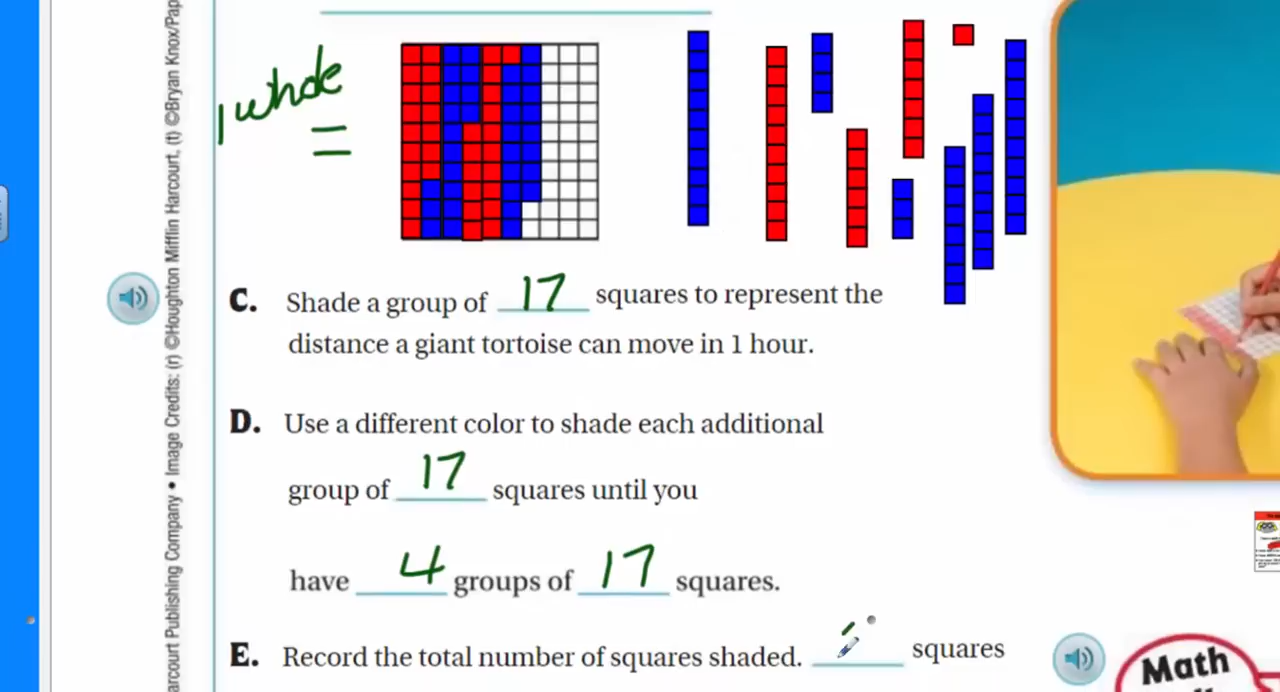 1 whole
=
C. Shade a group of 17 squares to represent the
distance a giant tortoise can move in 1 hour.
D. Use a different color to shade each additional
group of 17 squares until you
have 4 groups of 17 squares.
E. Record the total number of squares shaded. ____ squares
Math
arcourt Publishing Company • Image Credits: (r) ©Houghton Mifflin Harcourt, (t) ©Bryan Knox/Pap